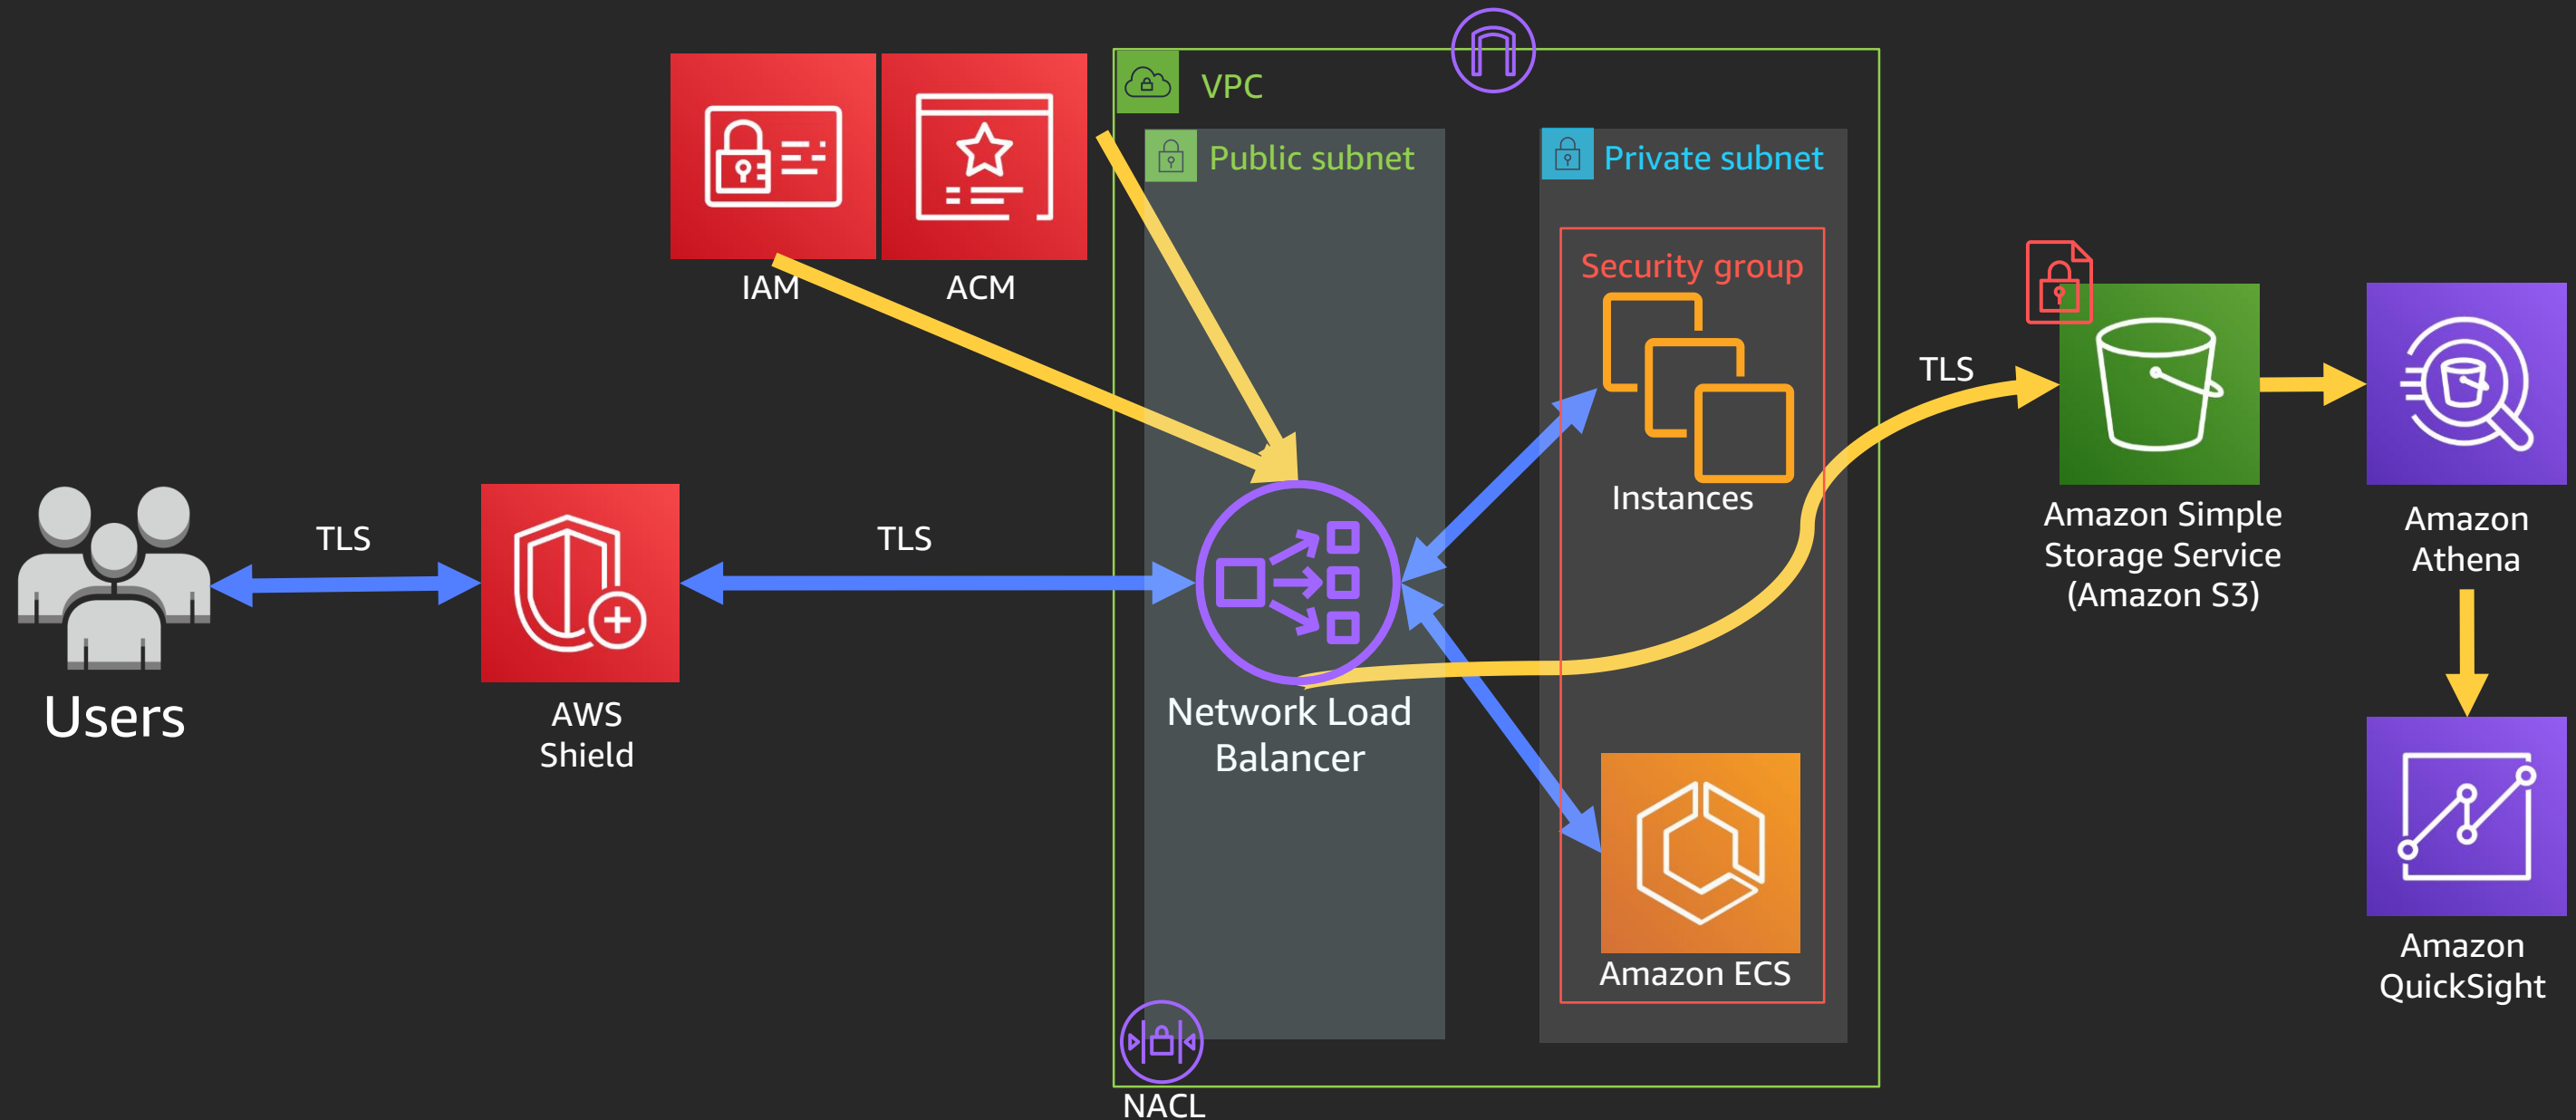 VPC
Public subnet
Private subnet
IAM
ACM
Security group
Instances
TLS
TLS
TLS
Users
AWS
Shield
Network Load
Balancer
Amazon ECS
Amazon Simple
Storage Service
(Amazon S3)
Amazon
Athena
Amazon
QuickSight
NACL